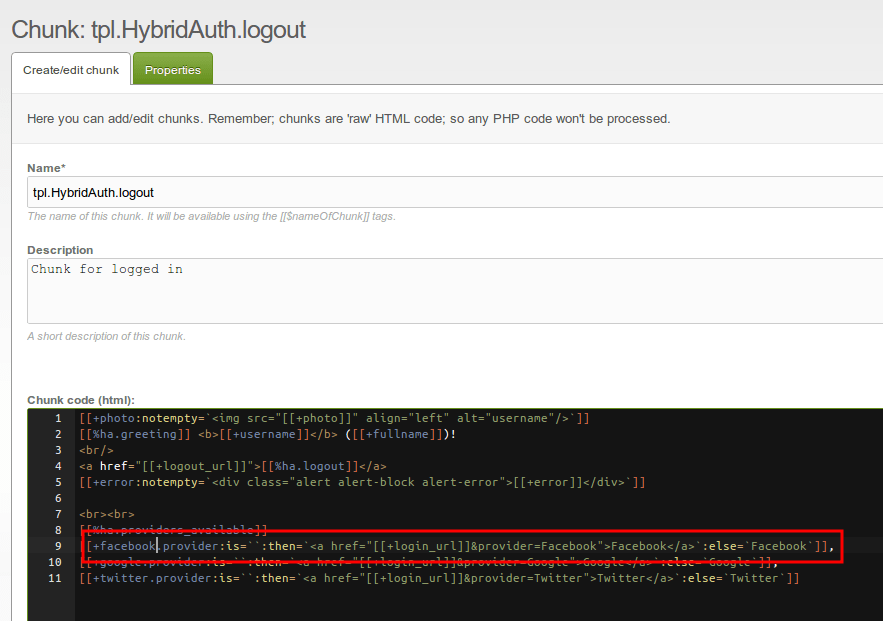 Chunk: tpl.HybridAuth.logout
Create/edit chunk
Properties
Here you can add/edit chunks. Remember; chunks are 'raw' HTML code; so any PHP code won't be processed.
Name*
tpl.HybridAuth.logout
The name of this chunk. It will be available using the [[$nameOfChunk]] tags.
Description
Chunk for logged in
A short description of this chunk.
Chunk code (html):
1 [[+photo:notempty=`<img src="[[+photo]]" align="left" alt="username"/>`]]
2 [[%ha.greeting]] <b>[[+username]]</b> ([[+fullname]])!
3 <br/>
4 <a href="[[+logout_url]]">[[%ha.logout]]</a>
5 [[+error:notempty=`<div class="alert alert-block alert-error">[[+error]]</div>`]]
6
7 <br><br>
8 [[%ha.providers_available]]
9 [[+facebook.provider:is=``:then=`<a href="[[+login_url]]&provider=Facebook">Facebook</a>`:else=`Facebook`]],
10 [[+google.provider:is=``:then=`<a href="[[+login_url]]&provider=Google">Google</a>`:else=`Google`]],
11 [[+twitter.provider:is=``:then=`<a href="[[+login_url]]&provider=Twitter">Twitter</a>`:else=`Twitter`]]